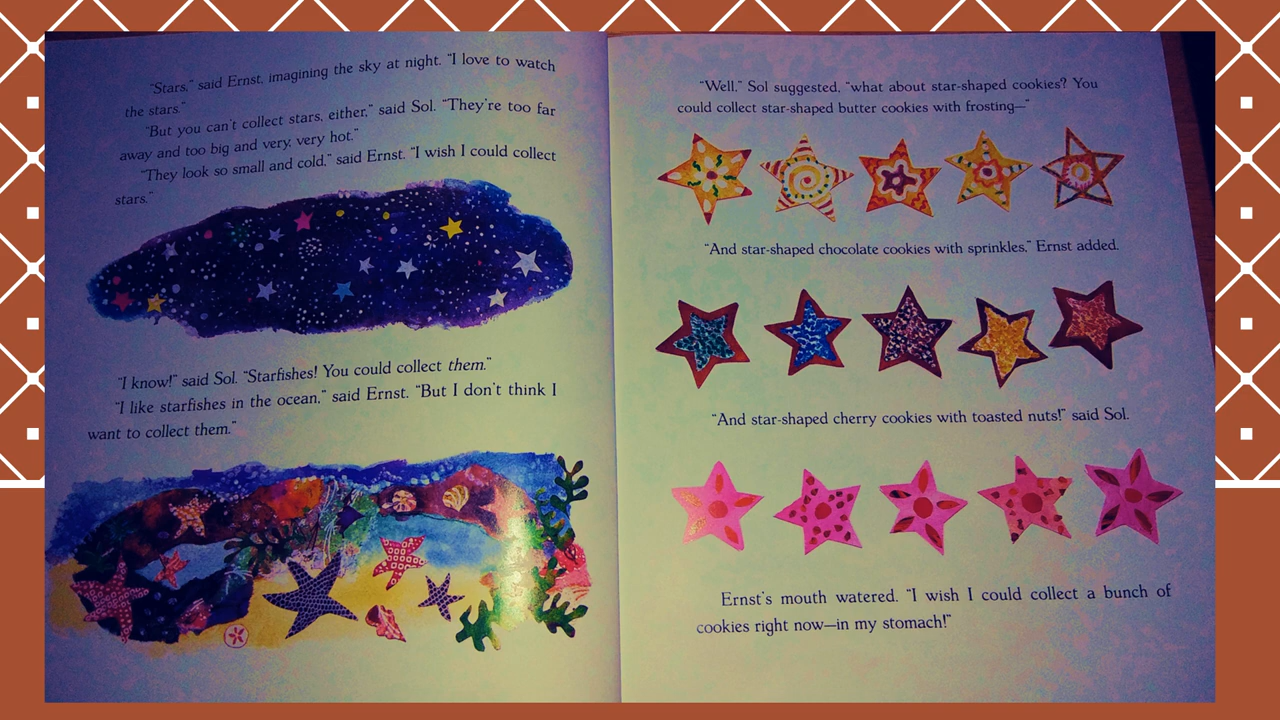 "Stars," said Ernst, imagining the sky at night. "I love to watch
the stars."
"But you can't collect stars, either," said Sol. "They're too far
away and too big and very, very hot."
"They look so small and cold," said Ernst. "I wish I could collect
stars."
"I know!" said Sol. "Starfishes! You could collect them."
"I like starfishes in the ocean," said Ernst. "But I don't think I
want to collect them."
"Well," Sol suggested, "what about star-shaped cookies? You
could collect star-shaped butter cookies with frosting—"
"And star-shaped chocolate cookies with sprinkles," Ernst added.
"And star-shaped cherry cookies with toasted nuts!" said Sol.
Ernst's mouth watered. "I wish I could collect a bunch of
cookies right now—in my stomach!"